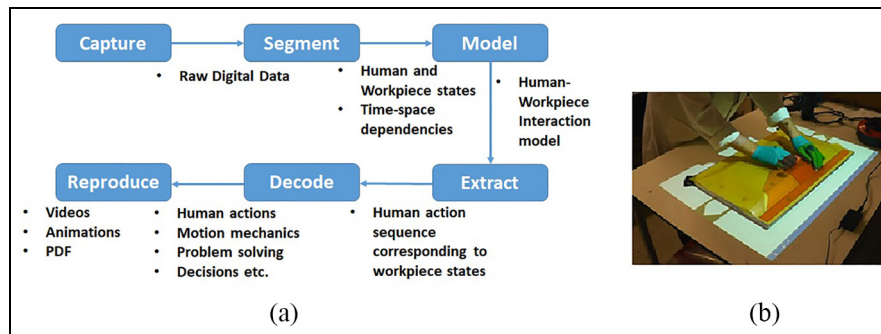 Capture
Segment
Model
• Raw Digital Data
• Human and
Workpiece states
• Time-space
dependencies
• Human-
Workpiece
Interaction
model
Reproduce
Decode
Extract
• Videos
• Animations
• PDF
• Human actions
• Motion mechanics
• Problem solving
• Decisions etc.
• Human action
sequence
corresponding to
workpiece states
(a)
(b)